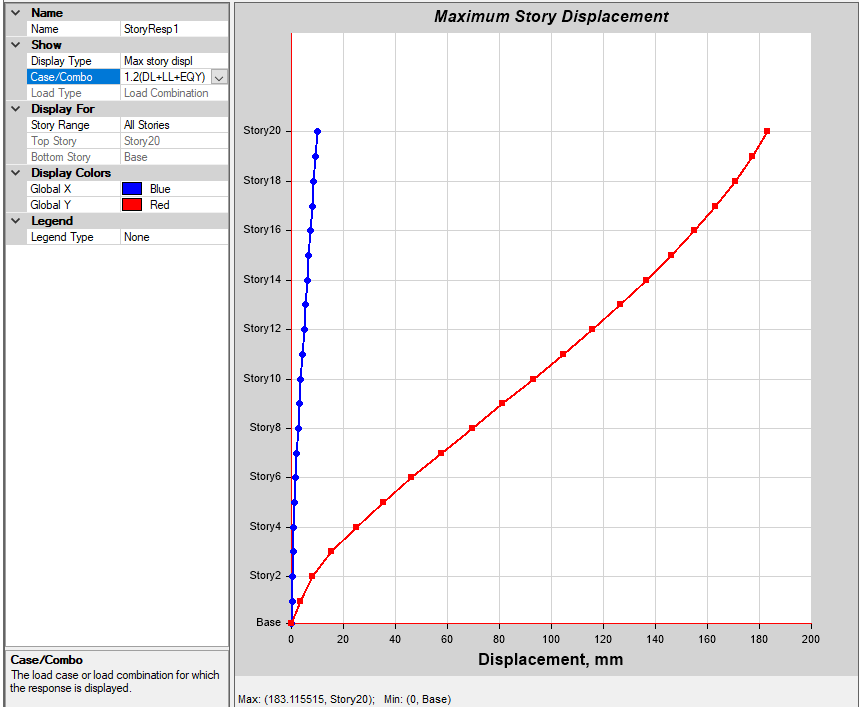 Name
Name StoryResp1
Show
Display Type Max story displ
Case/Combo 1.2(DL+LL+EQY)
Load Type Load Combination
Display For
Story Range All Stories
Top Story Story20
Bottom Story Base
Display Colors
Global X Blue
Global Y Red
Legend
Legend Type None
Case/Combo
The load case or load combination for which
the response is displayed.
Maximum Story Displacement
Story20
Story18
Story16
Story14
Story12
Story10
Story8
Story6
Story4
Story2
Base
0 20 40 60 80 100 120 140 160 180 200
Displacement, mm
Max: (183.115515, Story20); Min: (0, Base)